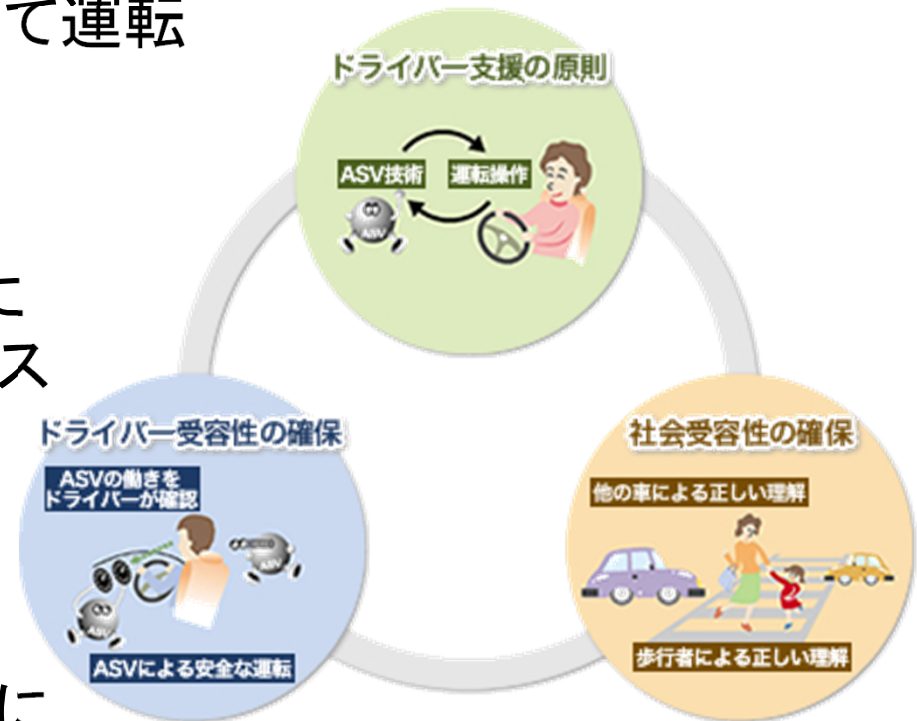 て運転
ドライバー支援の原則
ASV技術
運転操作
ASV
に
ス
ドライバー受容性の確保
ASVの働きを
ドライバーが確認
ASV
ASV
ASVによる安全な運転
社会受容性の確保
他の車による正しい理解
歩行者による正しい理解
に